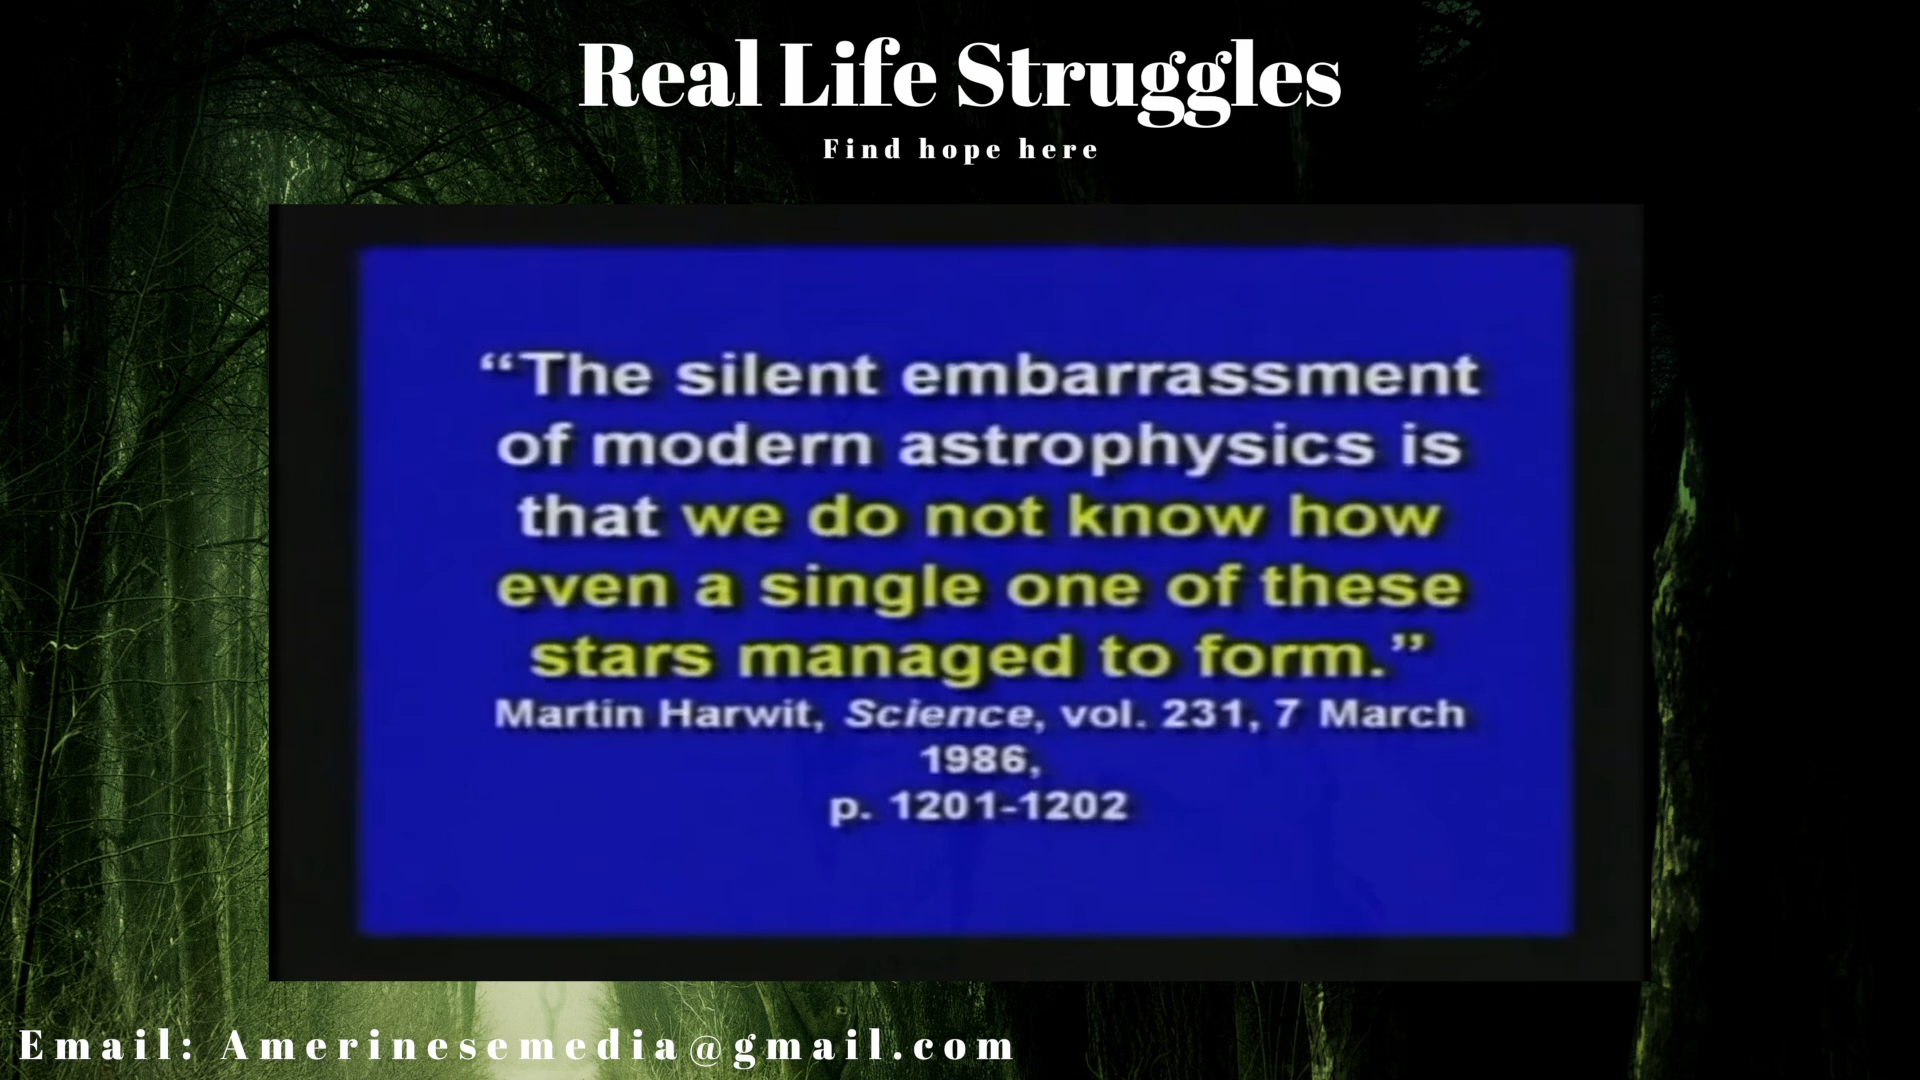 Real Life Struggles
Find hope here
“The silent embarrassment
of modern astrophysics is
that we do not know how
even a single one of these
stars managed to form.”
Martin Harwit, Science, vol. 231, 7 March
1986,
p. 1201-1202
Email: Amerinesemedia@gmail.com